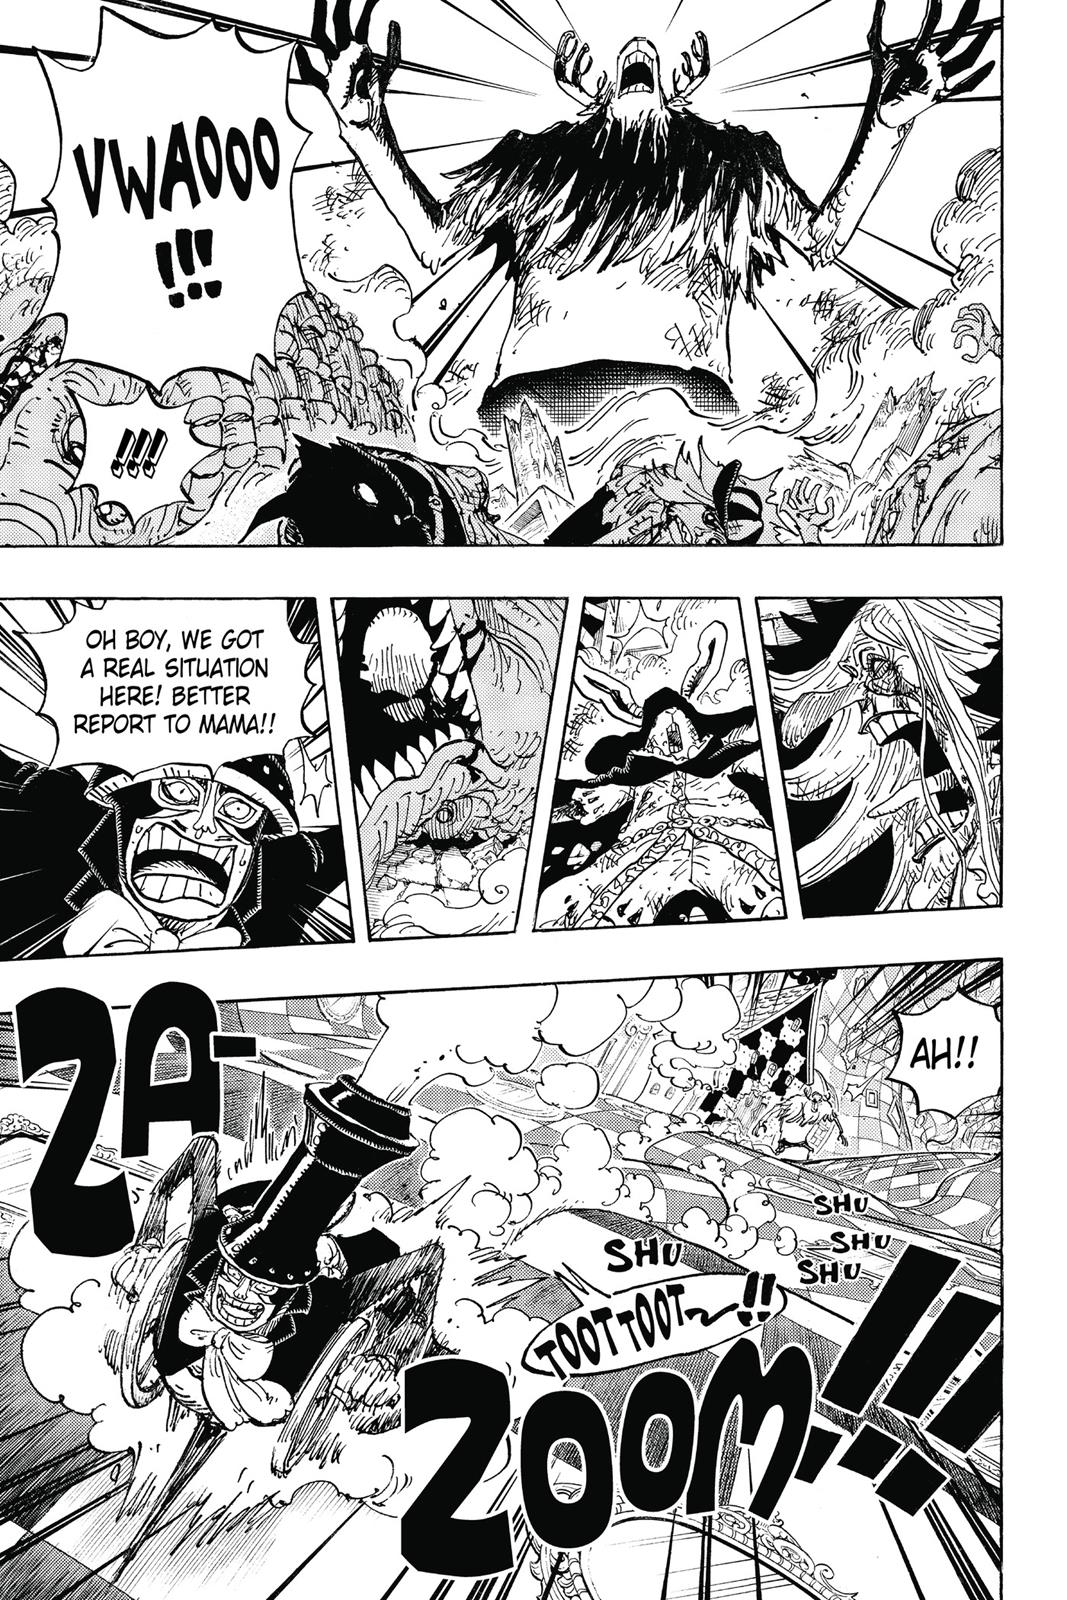 VWAOOO
!!!
!!!!
OH BOY, WE GOT
A REAL SITUATION
HERE! BETTER
REPORT TO MAMA!!
AH!!
ZA-
SHU
SHU
SHU
SHU
TOOT TOOT~!!
ZOOM!!!